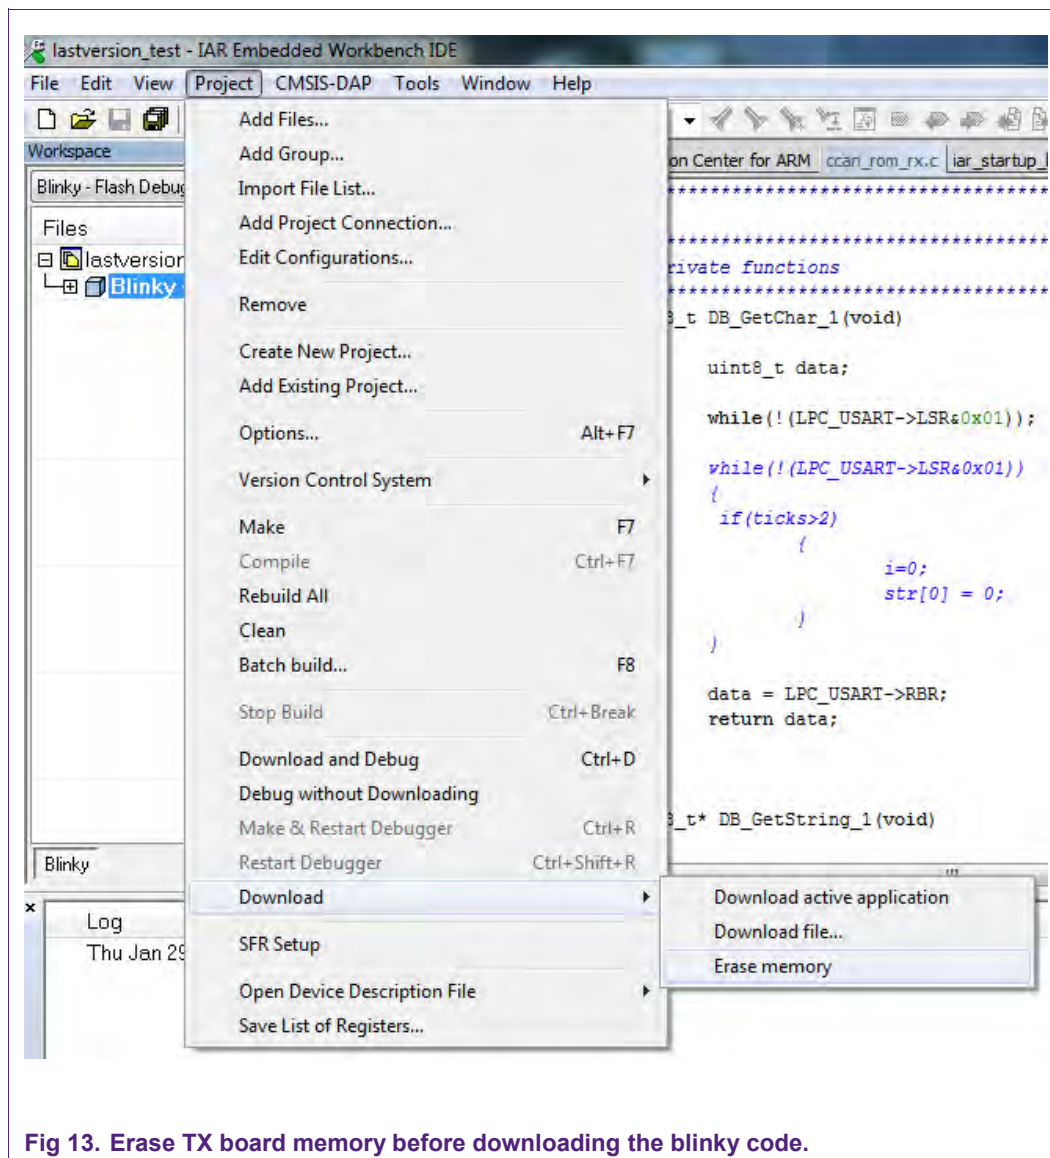 lastversion_test - IAR Embedded Workbench IDE
File Edit View Project CMSIS-DAP Tools Window Help
Workspace
Blinky - Flash Debug
Files
lastversion
Blinky
Add Files...
Add Group...
Import File List...
Add Project Connection...
Edit Configurations...
Remove
Create New Project...
Add Existing Project...
Options... Alt+F7
Version Control System
Make F7
Compile Ctrl+F7
Rebuild All
Clean
Batch build... F8
Stop Build Ctrl+Break
Download and Debug Ctrl+D
Debug without Downloading
Make & Restart Debugger Ctrl+R
Restart Debugger Ctrl+Shift+R
Download
SFR Setup
Open Device Description File
Save List of Registers...
Download active application
Download file...
Erase memory
on Center for ARM ccan_rom_rx.c iar_startup_l
****************************************
****************************************
rivate functions
****************************************
8_t DB_GetChar_1(void)
uint8_t data;
while(!(LPC_USART->LSR&0x01));
while(!(LPC_USART->LSR&0x01))
{
if(ticks>2)
{
i=0;
str[0] = 0;
}
}
data = LPC_USART->RBR;
return data;
8_t* DB_GetString_1(void)
Blinky
Log
Thu Jan 29
Fig 13. Erase TX board memory before downloading the blinky code.